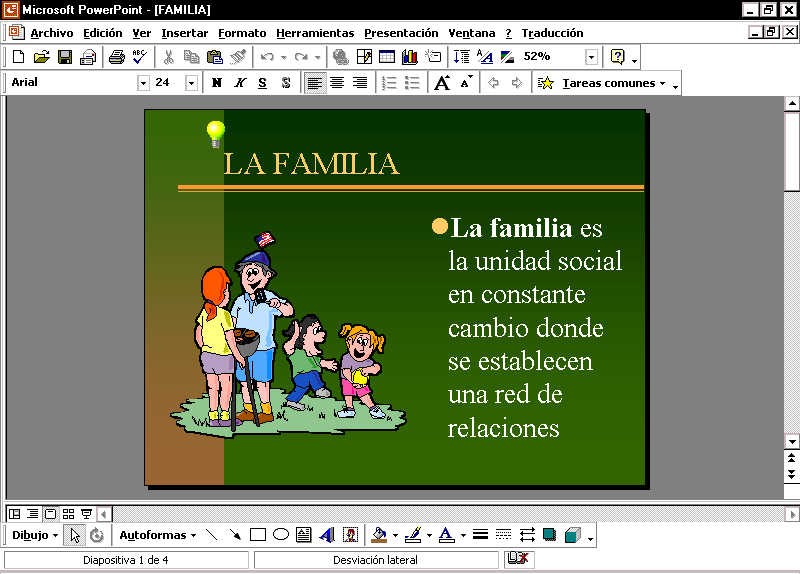 Microsoft PowerPoint - [FAMILIA]
Archivo Edición Ver Insertar Formato Herramientas Presentación Ventana ? Traducción
52%
Arial 24 N K S S A A Tareas comunes
LA FAMILIA
La familia es
la unidad social
en constante
cambio donde
se establecen
una red de
relaciones
Dibujo Autoformas
Diapositiva 1 de 4 Desviación lateral